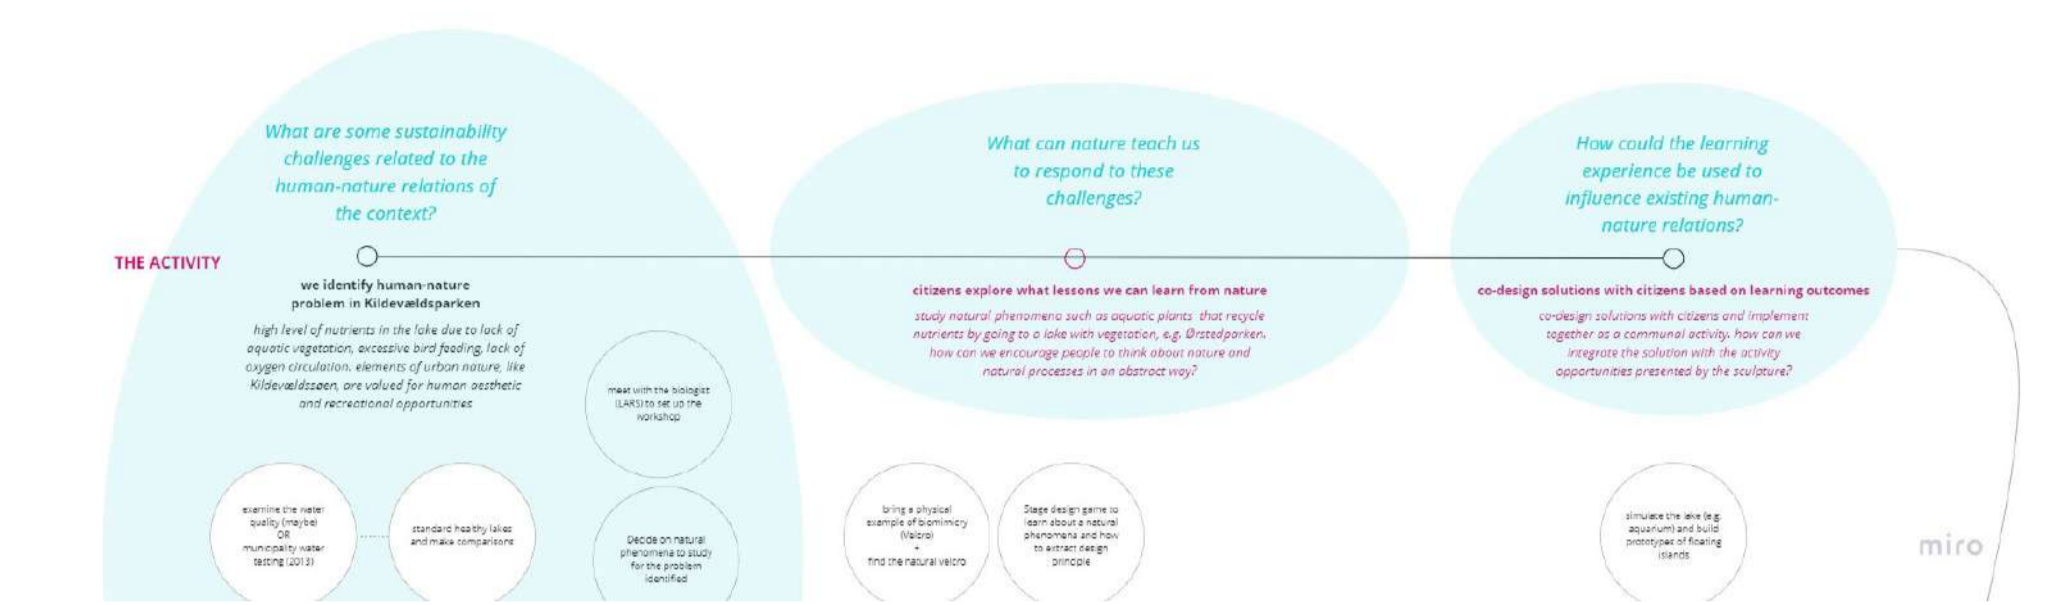 What are some sustainability
challenges related to the
human-nature relations of
the context?
THE ACTIVITY
we identify human-nature
problem in Kildevældsparken
high level of nutrients in the lake due to lack of
aquatic vegetation, excessive bird feeding, lack of
oxygen circulation. elements of urban nature, like
Kildevældssøen, are valued for human aesthetic
and recreational opportunities
meet with the biologist
(LARS) to set up the
workshop
examine the water
quality (maybe)
OR
municipality water
testing (2013)
standard healthy lakes
and make comparisons
Decide on natural
phenomena to study
for the problem
identified
What can nature teach us
to respond to these
challenges?
citizens explore what lessons we can learn from nature
study natural phenomena such as aquatic plants that recycle
nutrients by going to a lake with vegetation, e.g. Ørstedparken.
how can we encourage people to think about nature and
natural processes in an abstract way?
bring a physical
example of biomimicry
(Velcro)
+
find the natural velcro
Stage design game to
learn about a natural
phenomena and how
to extract design
principle
How could the learning
experience be used to
influence existing human-
nature relations?
co-design solutions with citizens based on learning outcomes
co-design solutions with citizens and implement
together as a communal activity. how can we
integrate the solution with the activity
opportunities presented by the sculpture?
simulate the lake (e.g.
aquarium) and build
prototypes of floating
islands
miro